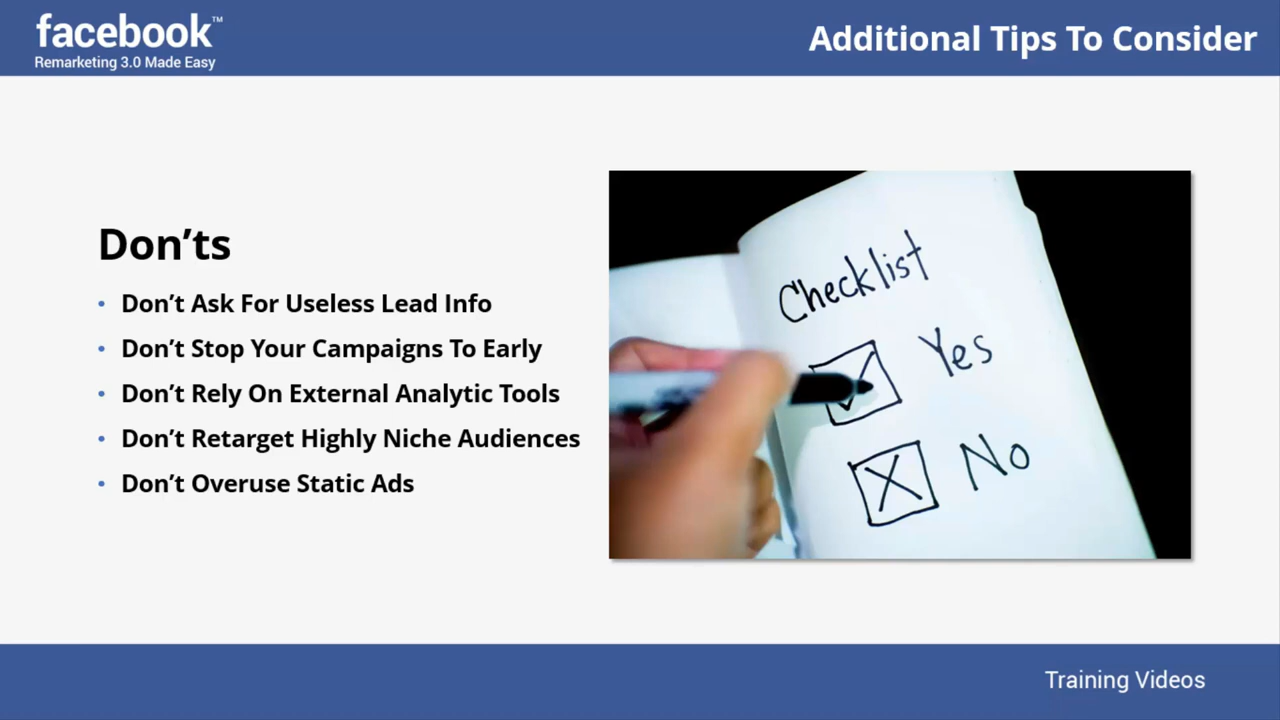 facebook™
Remarketing 3.0 Made Easy
Additional Tips To Consider
Don’ts
• Don’t Ask For Useless Lead Info
• Don’t Stop Your Campaigns To Early
• Don’t Rely On External Analytic Tools
• Don’t Retarget Highly Niche Audiences
• Don’t Overuse Static Ads
Checklist
Yes
No
Training Videos